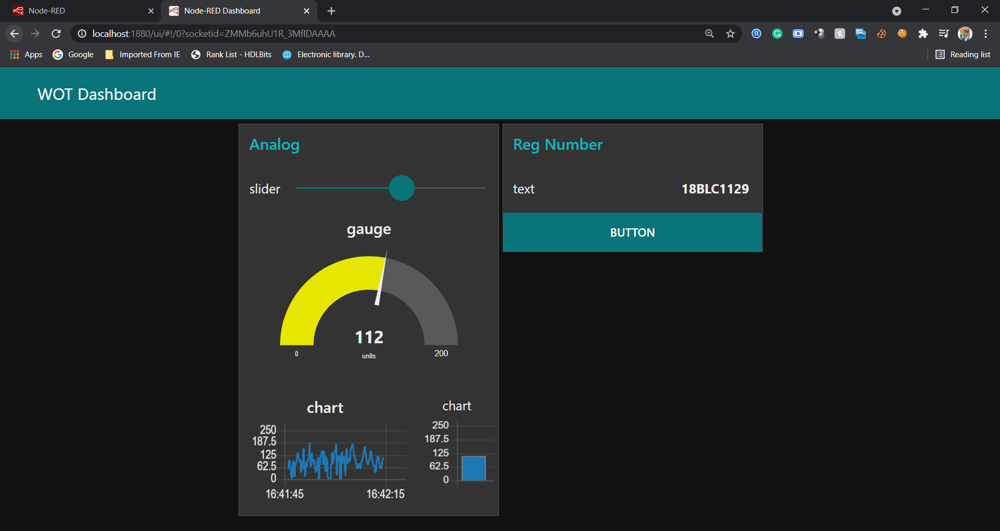 Node-RED
Node-RED Dashboard
localhost:1880/ui/#!/0?socketid=ZMMb6uhU1R_3MflDAAAA
Apps
Google
Imported From IE
Rank List - HDLBits
Electronic library. D...
Reading list
WOT Dashboard
Analog
slider
gauge
112
units
0
200
chart
250
187.5
125
62.5
0
16:41:45
16:42:15
chart
250
187.5
125
62.5
0
Reg Number
text
18BLC1129
BUTTON